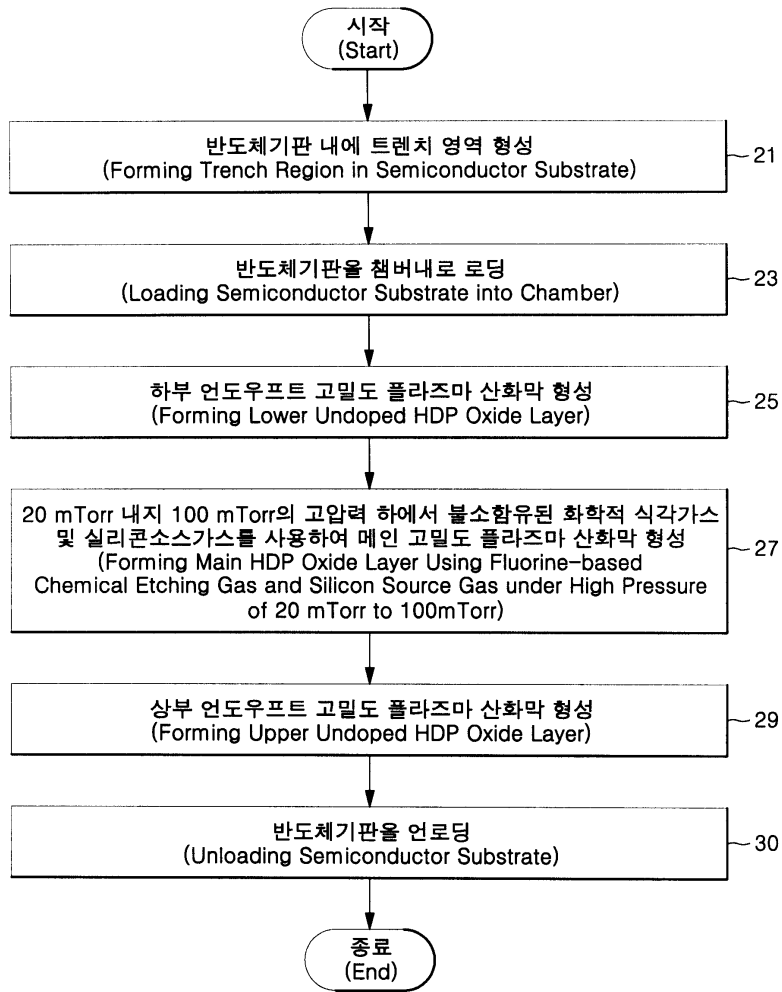 시작
(Start)
반도체기판 내에 트렌치 영역 형성
(Forming Trench Region in Semiconductor Substrate)
21
반도체기판올 챔버내로 로딩
(Loading Semiconductor Substrate into Chamber)
23
하부 언도우프트 고밀도 플라즈마 산화막 형성
(Forming Lower Undoped HDP Oxide Layer)
25
20 mTorr 내지 100 mTorr의 고압력 하에서 불소함유된 화학적 식각가스
및 실리콘소스가스를 사용하여 메인 고밀도 플라즈마 산화막 형성
(Forming Main HDP Oxide Layer Using Fluorine-based
Chemical Etching Gas and Silicon Source Gas under High Pressure
of 20 mTorr to 100mTorr)
27
상부 언도우프트 고밀도 플라즈마 산화막 형성
(Forming Upper Undoped HDP Oxide Layer)
29
반도체기판올 언로딩
(Unloading Semiconductor Substrate)
30
종료
(End)